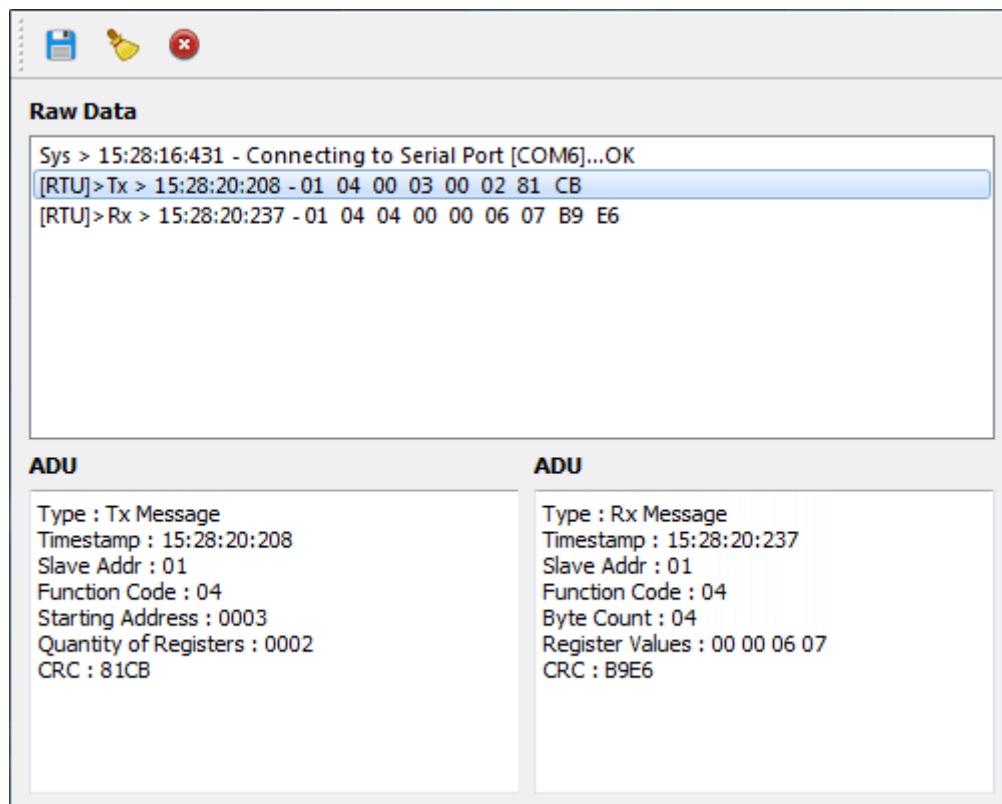 Raw Data
Sys > 15:28:16:431 - Connecting to Serial Port [COM6]...OK
[RTU]>Tx > 15:28:20:208 - 01 04 00 03 00 02 81 CB
[RTU]>Rx > 15:28:20:237 - 01 04 04 00 00 06 07 B9 E6
ADU
Type : Tx Message
Timestamp : 15:28:20:208
Slave Addr : 01
Function Code : 04
Starting Address : 0003
Quantity of Registers : 0002
CRC : 81CB
ADU
Type : Rx Message
Timestamp : 15:28:20:237
Slave Addr : 01
Function Code : 04
Byte Count : 04
Register Values : 00 00 06 07
CRC : B9E6